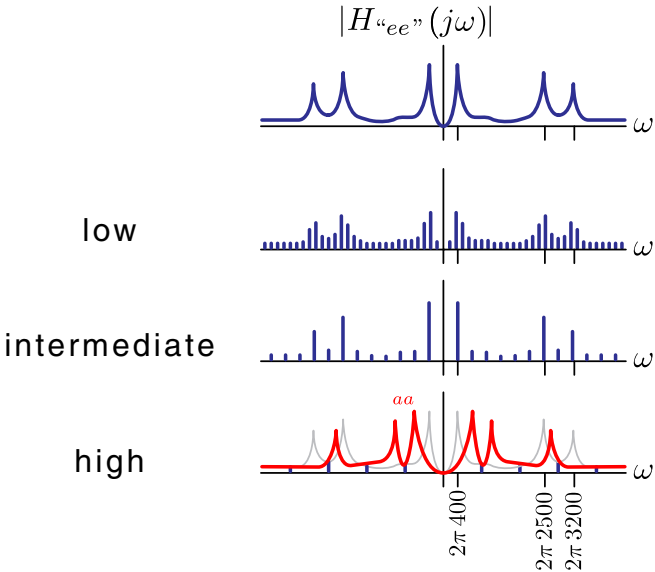 |H“ee”(jω)|
ω
low
ω
intermediate
ω
aa
high
ω
2π 400
2π 2500
2π 3200